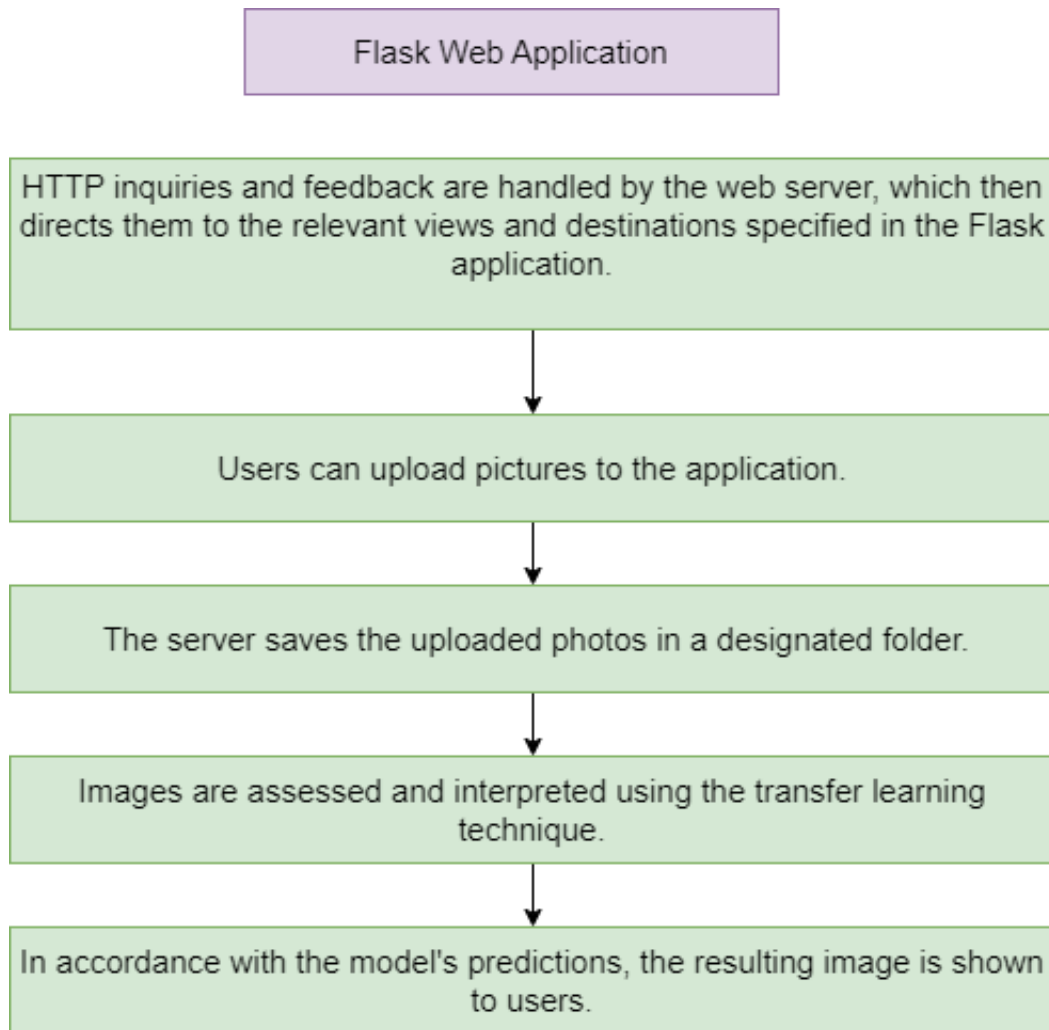 Flask Web Application
HTTP inquiries and feedback are handled by the web server, which then
directs them to the relevant views and destinations specified in the Flask
application.
Users can upload pictures to the application.
The server saves the uploaded photos in a designated folder.
Images are assessed and interpreted using the transfer learning
technique.
In accordance with the model's predictions, the resulting image is shown
to users.